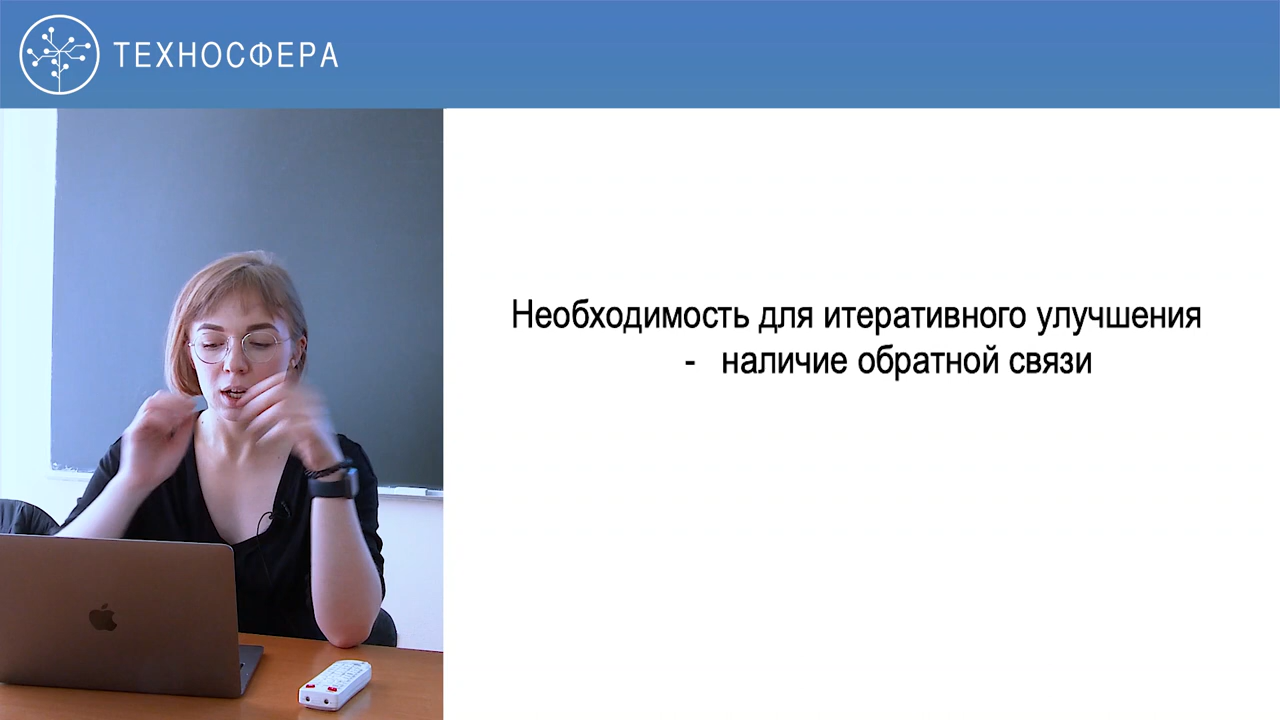 ТЕХНОСФЕРА
Необходимость для итеративного улучшения
- наличие обратной связи